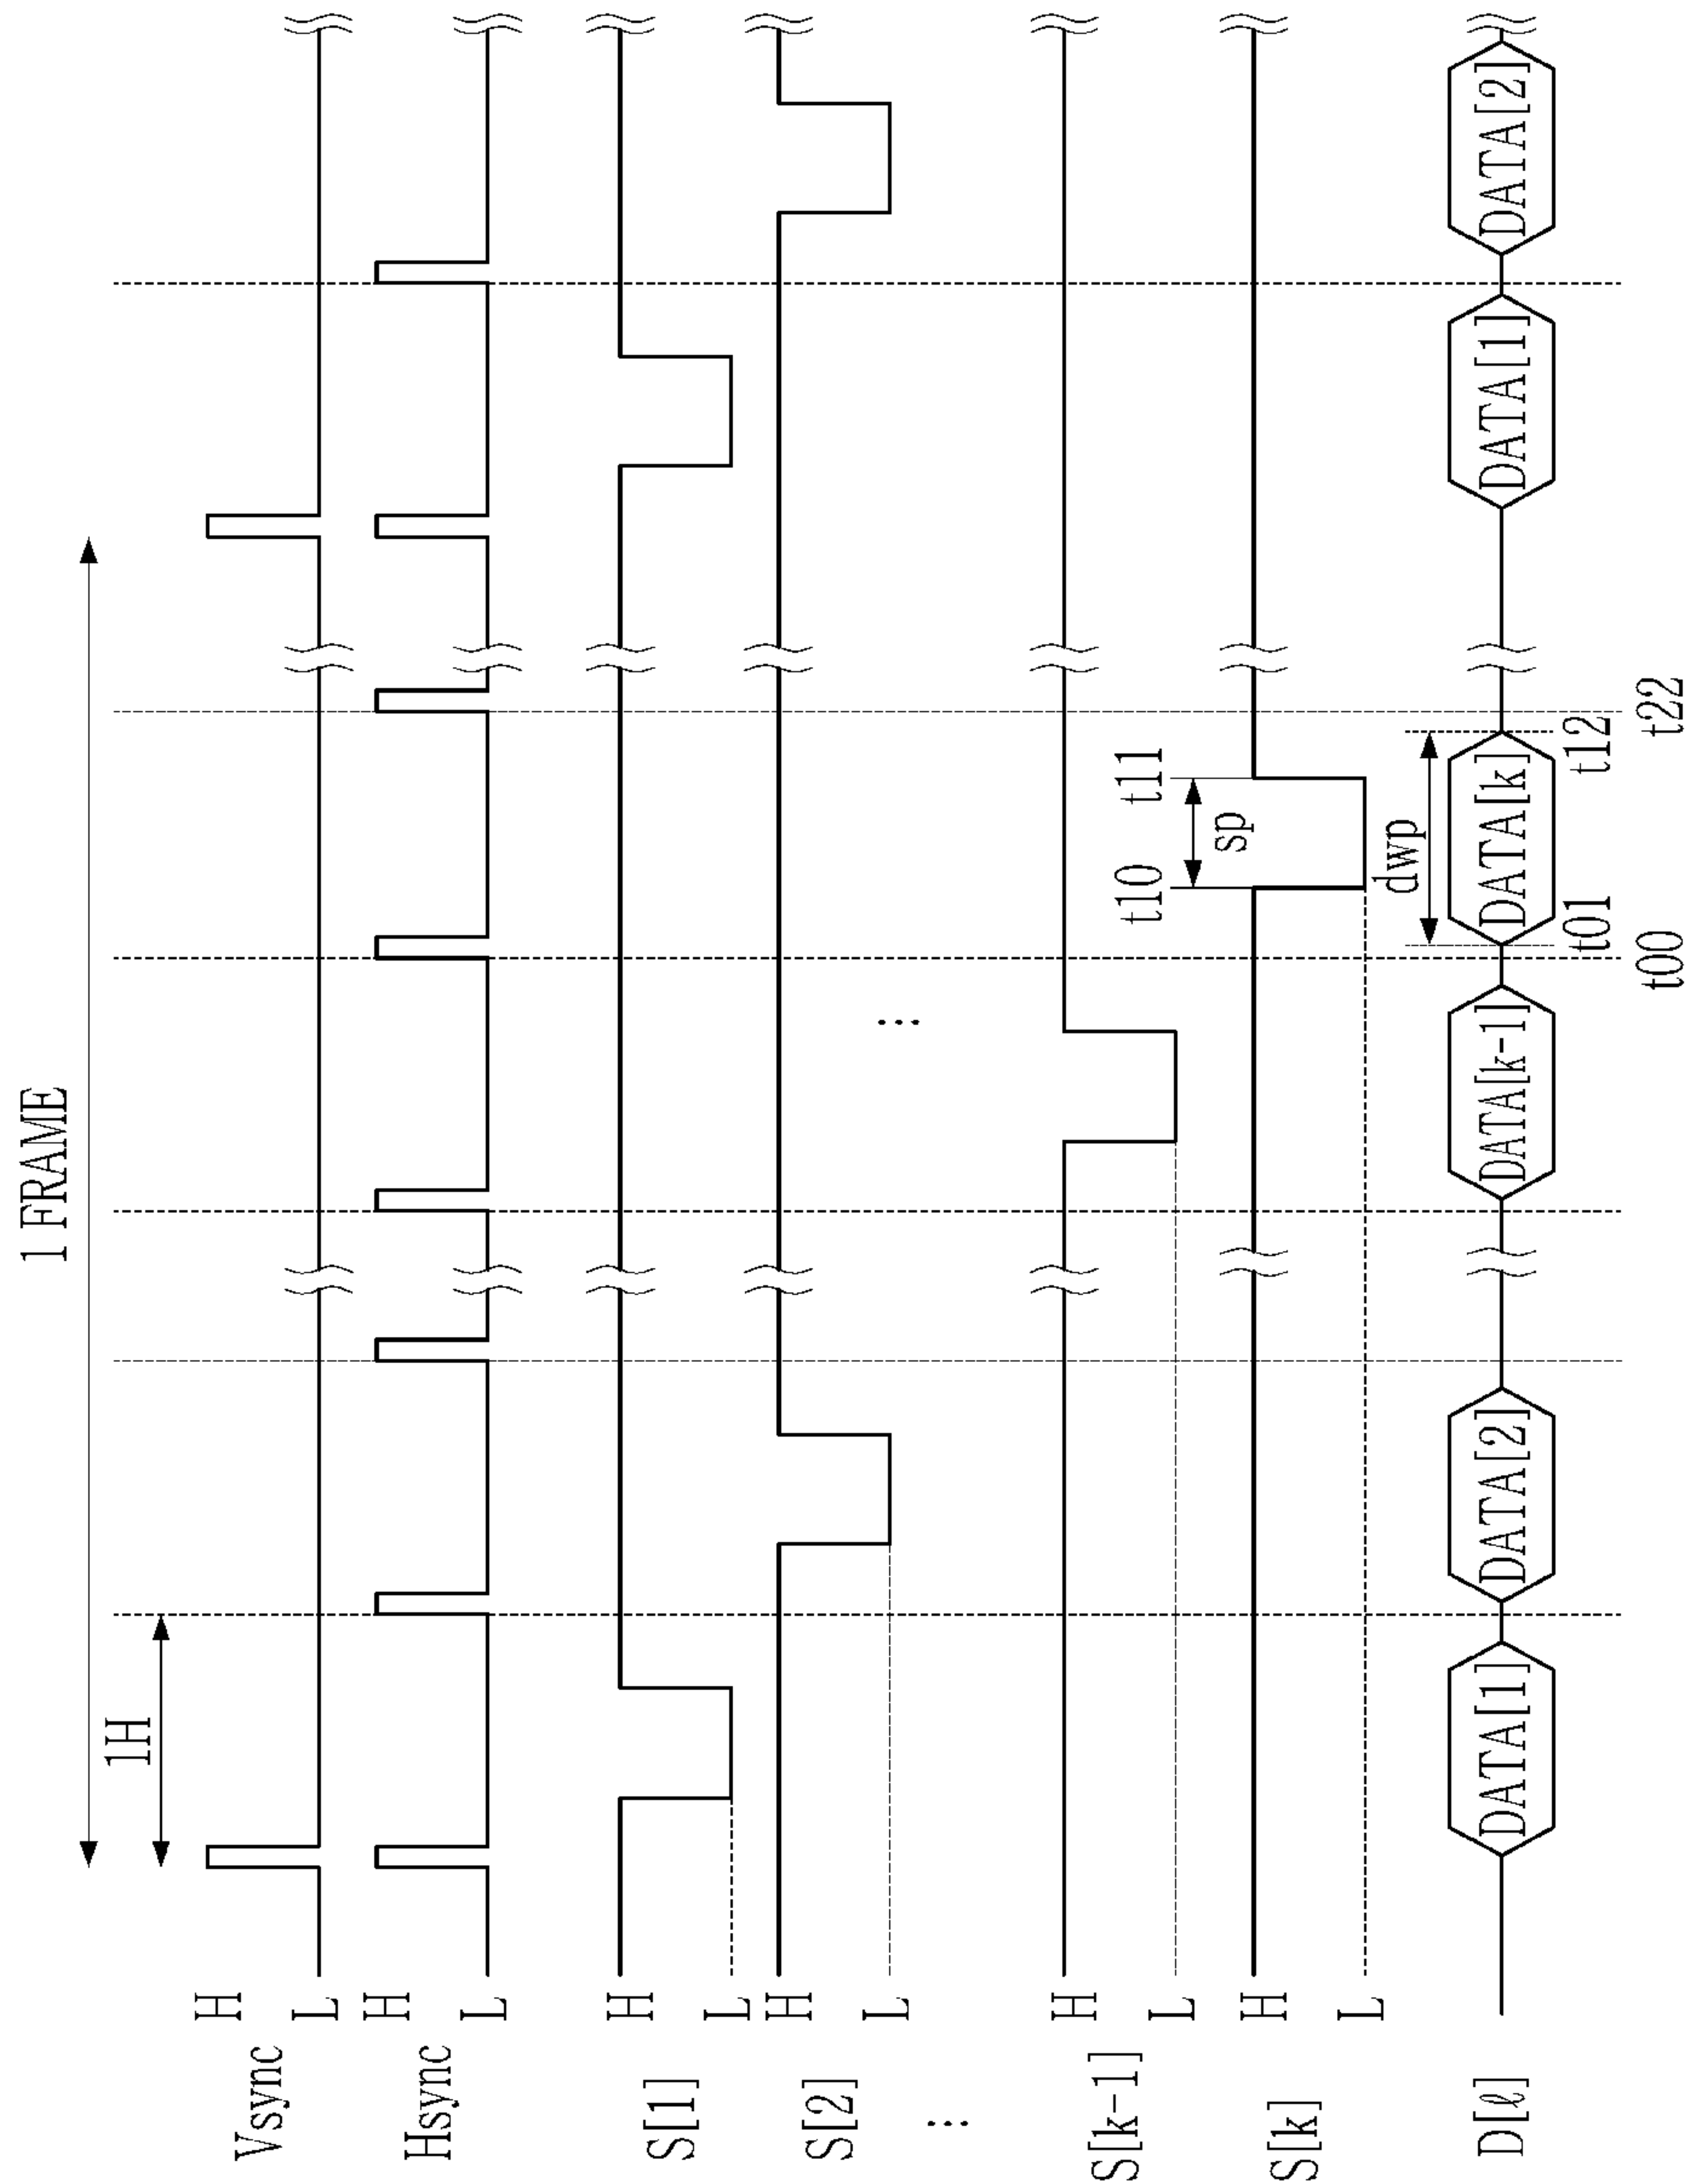 1 FRAME
1H
Vsync H L
Hsync H L
S[1] H L
S[2] H L
⋮ ⋯
S[k-1] H L
t10 t11
sp
S[k] H L
dwp
D[ℓ] DATA[1] DATA[2] DATA[k-1] DATA[k] DATA[1] DATA[2]
t01 t12
t00 t22